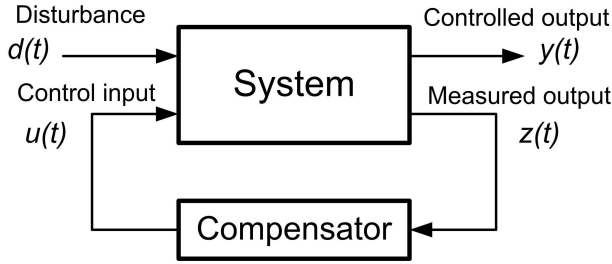 Disturbance
d(t)
Control input
u(t)
System
Controlled output
y(t)
Measured output
z(t)
Compensator